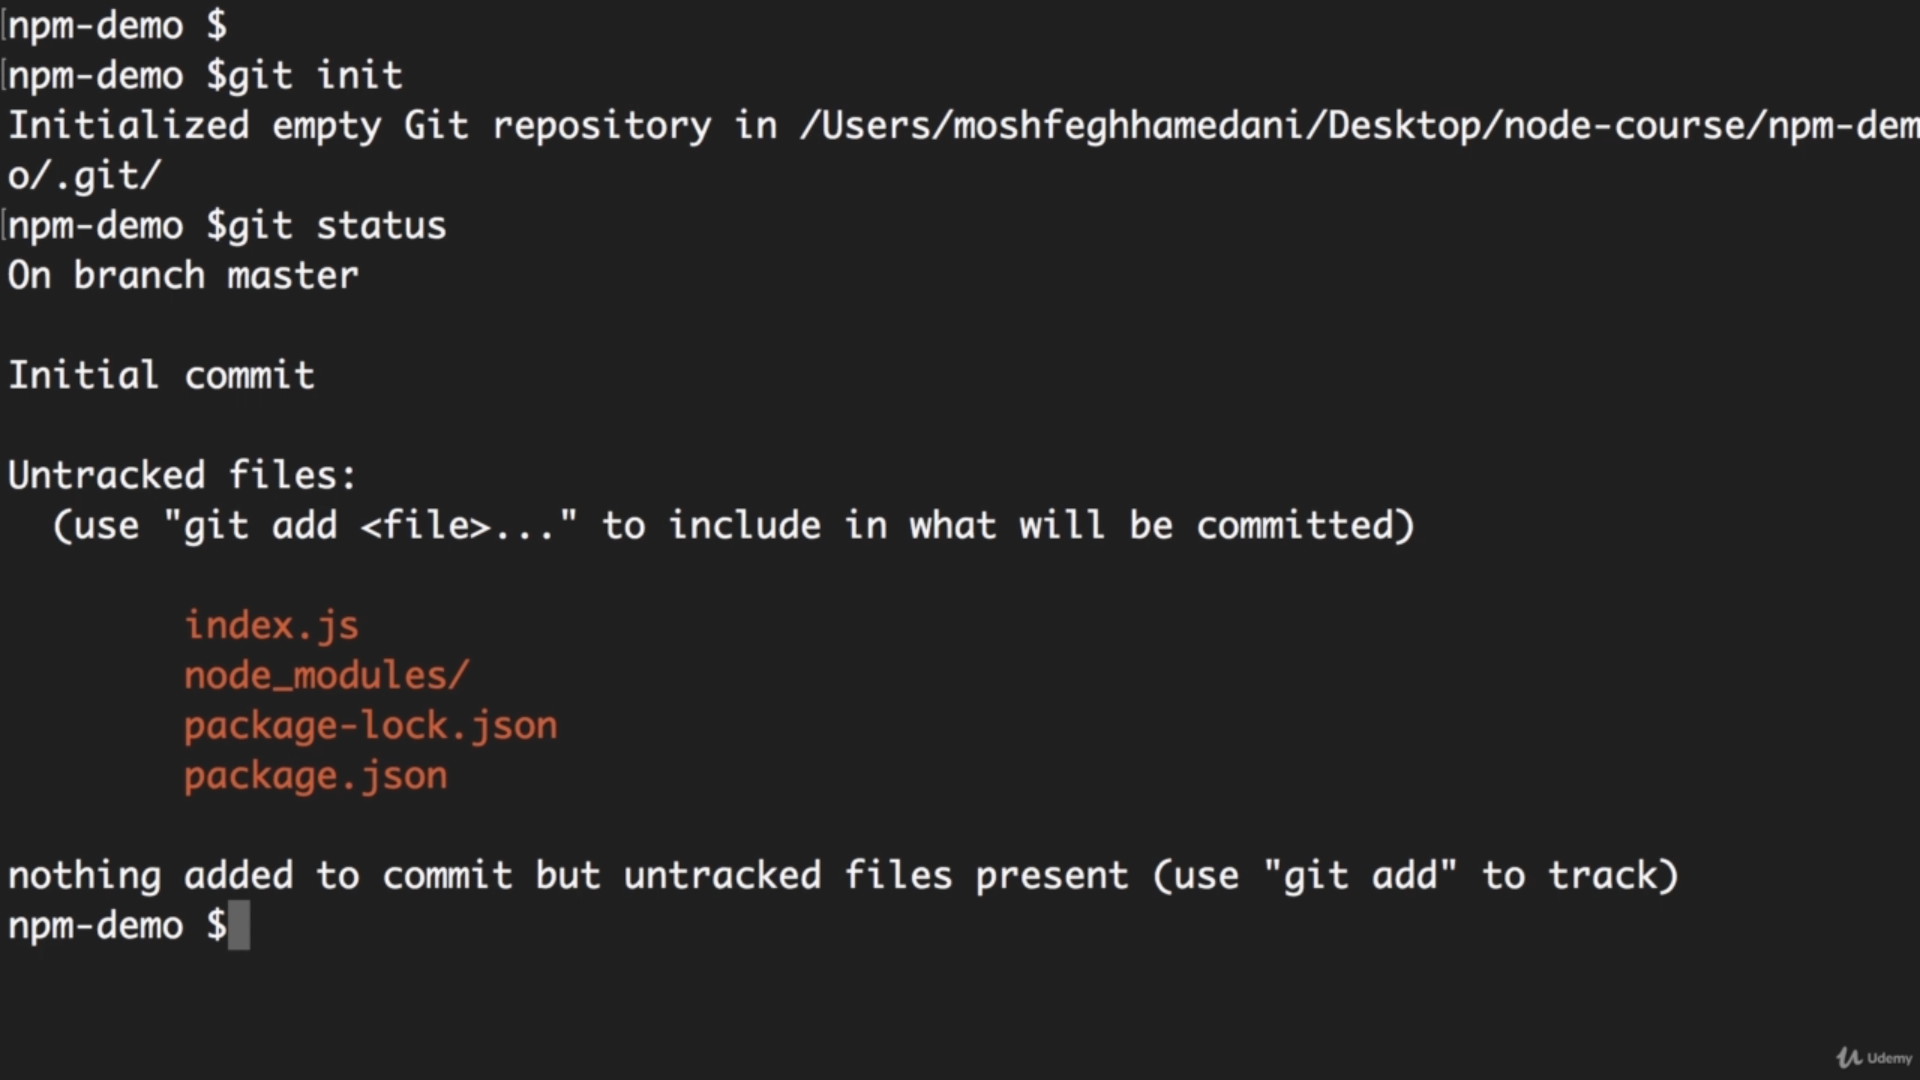 npm-demo $
npm-demo $git init
Initialized empty Git repository in /Users/moshfeghhamedani/Desktop/node-course/npm-dem
o/.git/
npm-demo $git status
On branch master
Initial commit
Untracked files:
  (use "git add <file>..." to include in what will be committed)
        index.js
        node_modules/
        package-lock.json
        package.json
nothing added to commit but untracked files present (use "git add" to track)
npm-demo $
Udemy